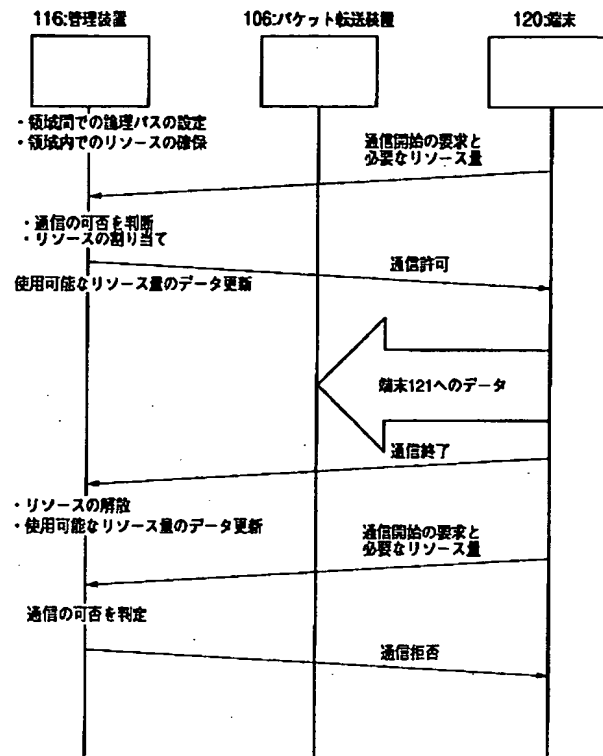 116:管理装置
106:パケット転送装置
120:端末
・領域間での論理パスの設定
・領域内でのリソースの確保
通信開始の要求と
必要なリソース量
・通信の可否を判断
・リソースの割り当て
通信許可
使用可能なリソース量のデータ更新
端末121へのデータ
通信終了
・リソースの解放
・使用可能なリソース量のデータ更新
通信開始の要求と
必要なリソース量
通信の可否を判定
通信拒否